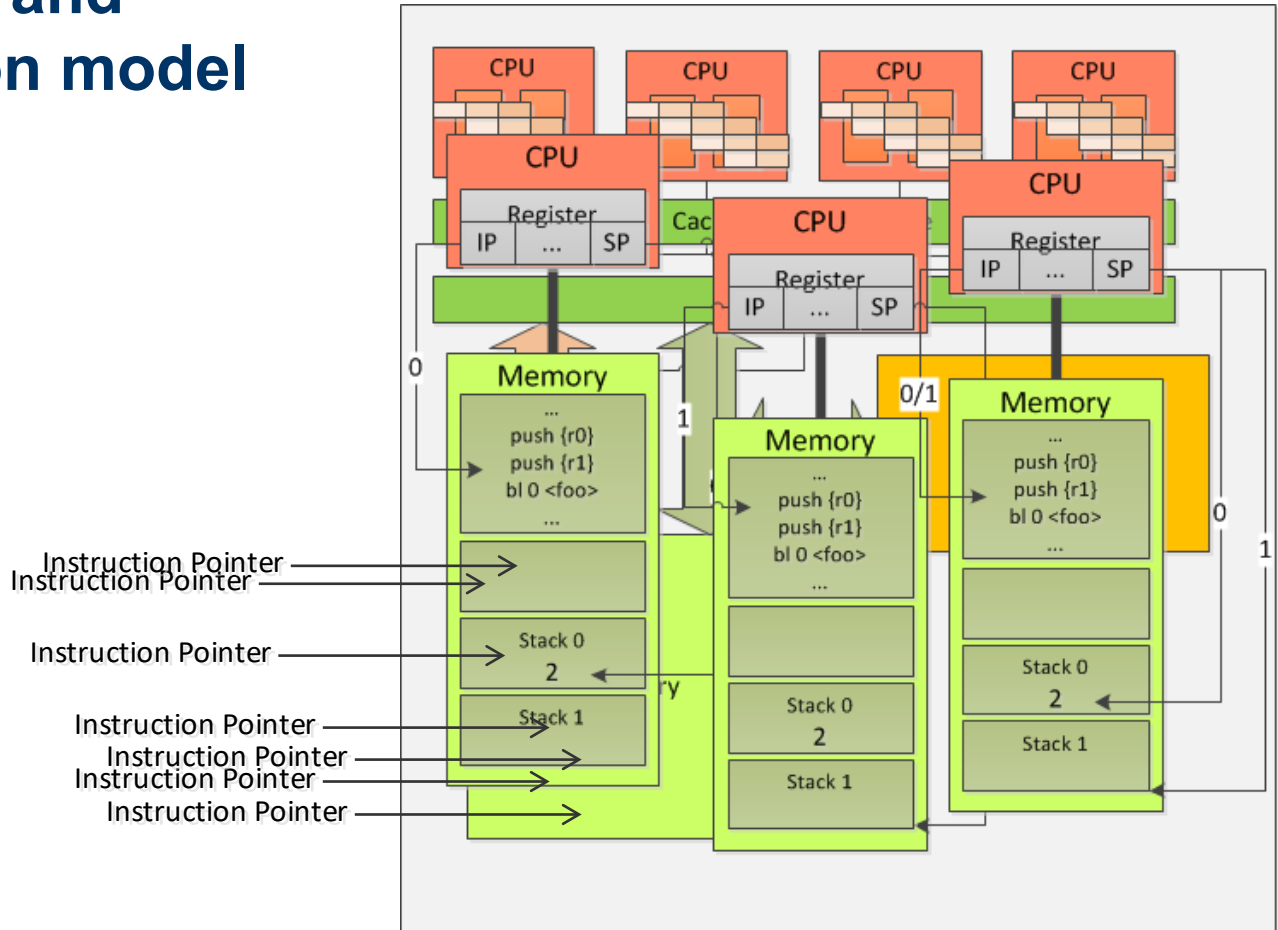 and
on model
CPU
CPU
CPU
CPU
CPU
Register
IP
...
SP
Cac
CPU
Register
IP
...
SP
CPU
Register
IP
...
SP
0
1
0/1
0
1
Memory
...
push {r0}
push {r1}
bl 0 <foo>
...
Stack 0
2
Stack 1
ry
Memory
...
push {r0}
push {r1}
bl 0 <foo>
...
Stack 0
2
Stack 1
Memory
...
push {r0}
push {r1}
bl 0 <foo>
...
Stack 0
2
Stack 1
Instruction Pointer
Instruction Pointer
Instruction Pointer
Instruction Pointer
Instruction Pointer
Instruction Pointer
Instruction Pointer